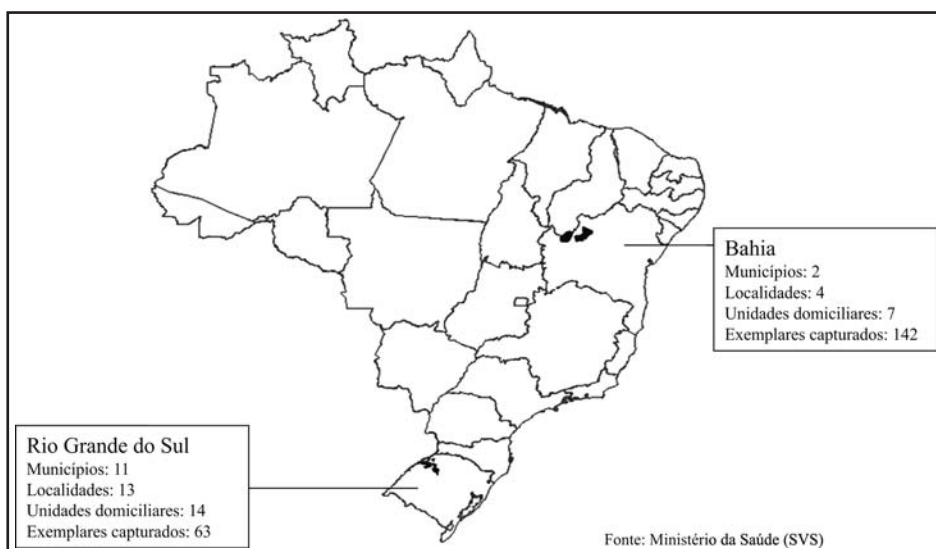 Bahia
Municípios: 2
Localidades: 4
Unidades domiciliares: 7
Exemplares capturados: 142
Rio Grande do Sul
Municípios: 11
Localidades: 13
Unidades domiciliares: 14
Exemplares capturados: 63
Fonte: Ministério da Saúde (SVS)